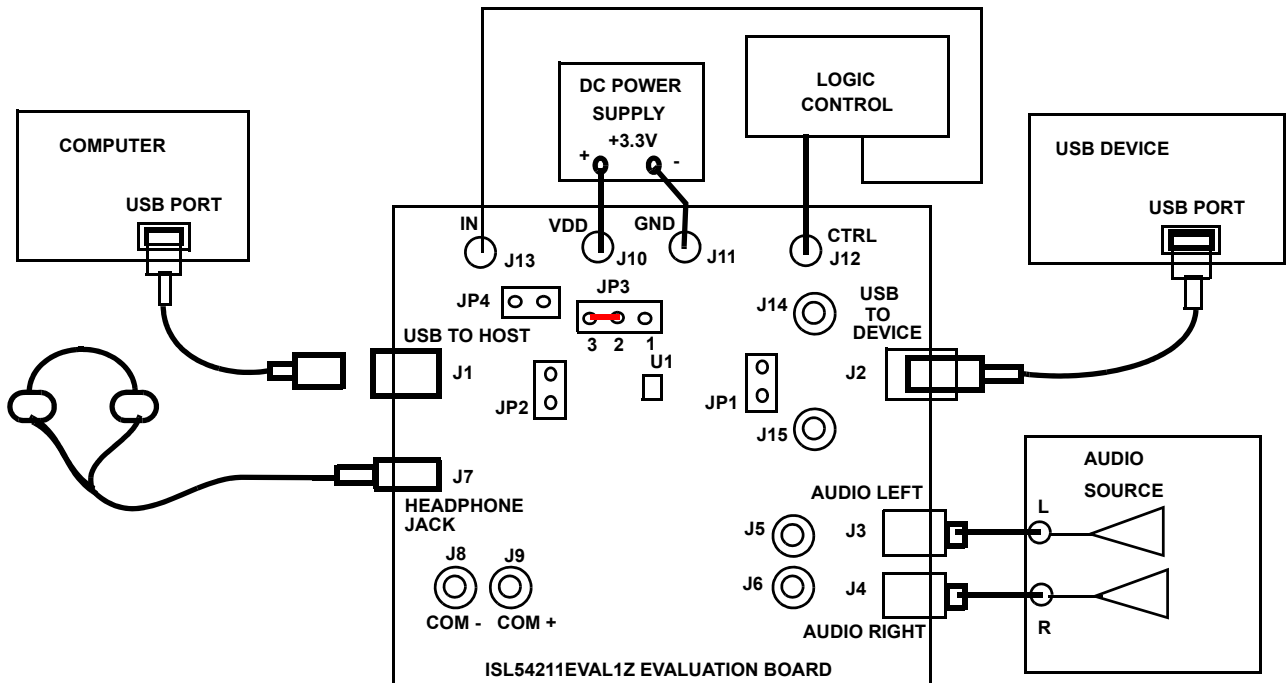 LOGIC
CONTROL
DC POWER
SUPPLY
+3.3V
+ -
COMPUTER
USB PORT
USB DEVICE
USB PORT
IN
J13
VDD
J10
GND
J11
CTRL
J12
JP4
JP3
3 2 1
J14
USB
TO
DEVICE
USB TO HOST
J1
JP2
U1
JP1
J2
J15
J7
HEADPHONE
JACK
AUDIO LEFT
J5
J3
J6
J4
AUDIO RIGHT
AUDIO
SOURCE
L
R
J8
J9
COM -
COM +
ISL54211EVAL1Z EVALUATION BOARD